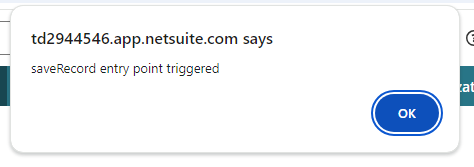 td2944546.app.netsuite.com says
saveRecord entry point triggered
OK